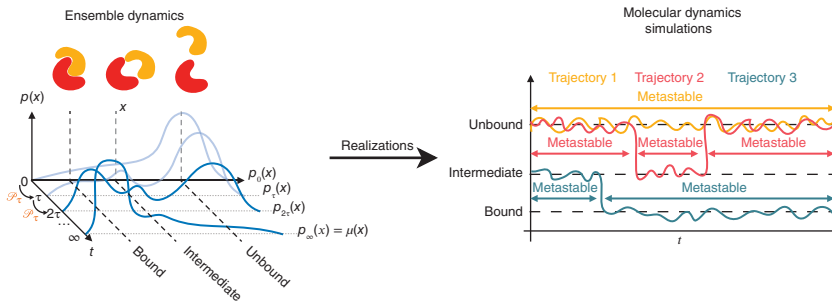 Ensemble dynamics
p(x)
x
0
𝒫τ
τ
𝒫τ
2τ
...
∞
t
p₀(x)
pτ(x)
p₂τ(x)
p∞(x) = μ(x)
Bound
Intermediate
Unbound
Realizations
Molecular dynamics
simulations
Trajectory 1 Trajectory 2 Trajectory 3
Metastable
Unbound
Metastable Metastable Metastable
Intermediate
Metastable Metastable
Bound
t